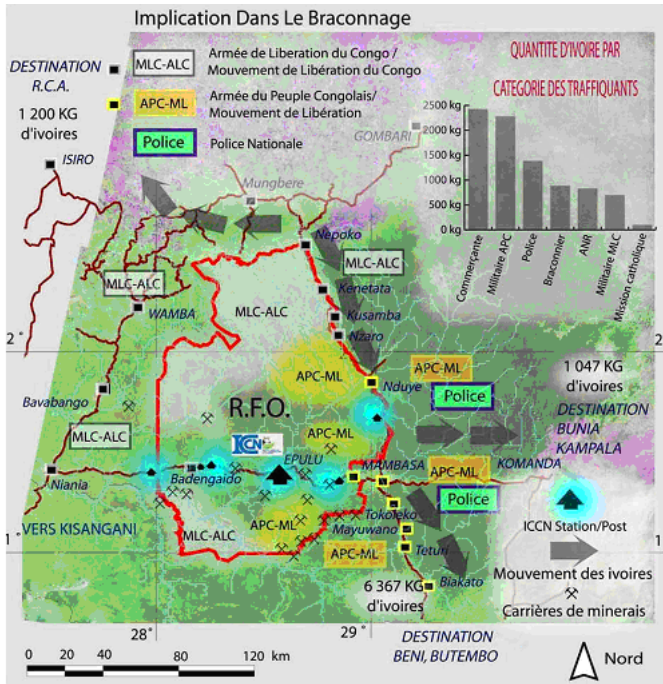 Implication Dans Le Braconnage
DESTINATION
R.C.A.
1 200 KG
d'ivoires
MLC-ALC
Armée de Liberation du Congo /
Mouvement de Libération du Congo
APC-ML
Armée du Peuple Congolais/
Mouvement de Libération
Police
Police Nationale
QUANTITE D'IVOIRE PAR
CATEGORIE DES TRAFFIQUANTS
2500 kg
2000 kg
1500 kg
1000 kg
500 kg
0 kg
Commerçante
Militaire APC
Police
Braconnier
ANR
Militaire MLC
Mission catholique
ISIRO
GOMBARI
Mungbere
Nepoko
MLC-ALC
MLC-ALC
MLC-ALC
Kenetata
WAMBA
Kusamba
Nzaro
2°
2°
APC-ML
APC-ML
1 047 KG
d'ivoires
Nduye
Police
Bavabango
R.F.O.
DESTINATION
BUNIA
KAMPALA
MLC-ALC
ICCN
APC-ML
EPULU
MAMBASA
APC-ML
KOMANDA
Niania
Badengaido
Police
Tokoleko
VERS KISANGANI
MLC-ALC
APC-ML
Mayuwano
ICCN Station/Post
1°
1°
APC-ML
Teturi
Mouvement des ivoires
6 367 KG
d'ivoires
Biakato
Carrières de minerais
28°
29°
DESTINATION
BENI, BUTEMBO
0 20 40 80 120
km
Nord